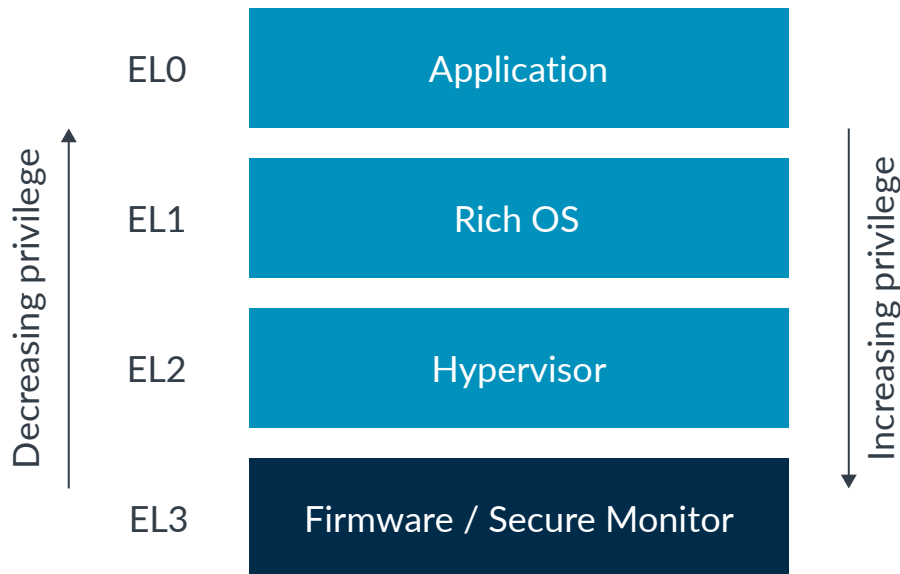 EL0
Application
EL1
Rich OS
EL2
Hypervisor
EL3
Firmware / Secure Monitor
Decreasing privilege
Increasing privilege